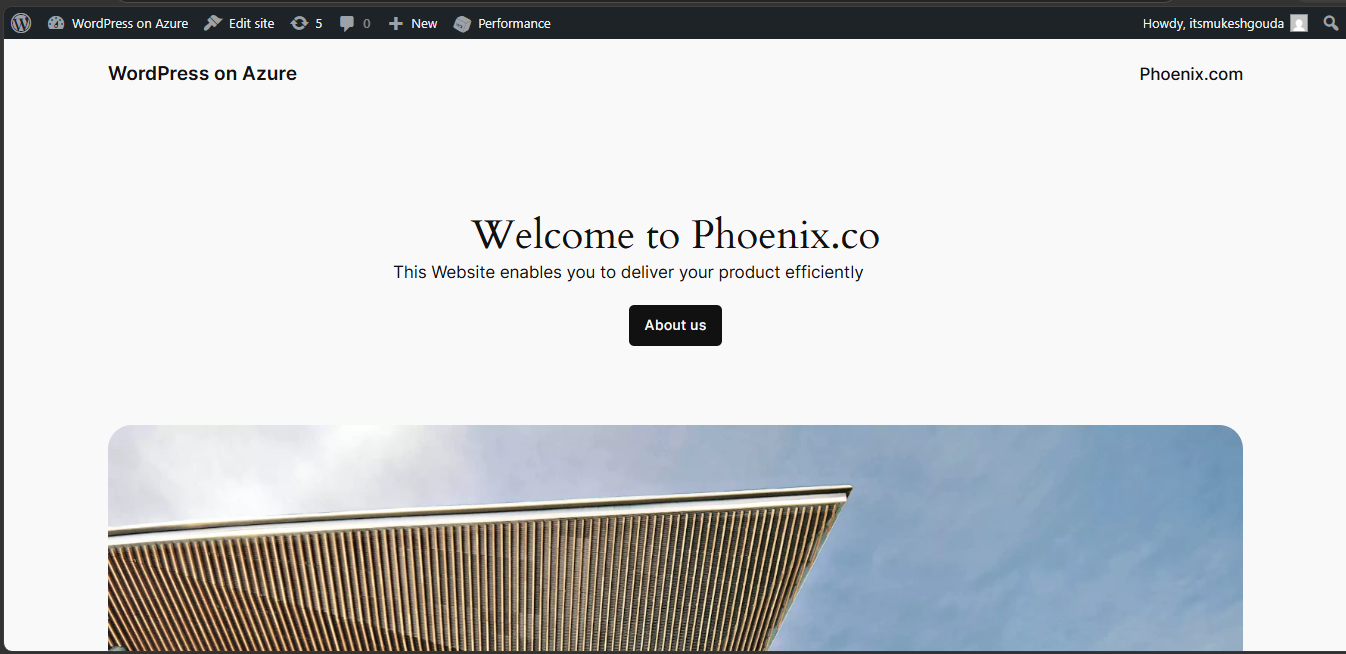 WordPress on Azure Edit site 5 0 New Performance Howdy, itsmukeshgouda
WordPress on Azure Phoenix.com
Welcome to Phoenix.co
This Website enables you to deliver your product efficiently
About us